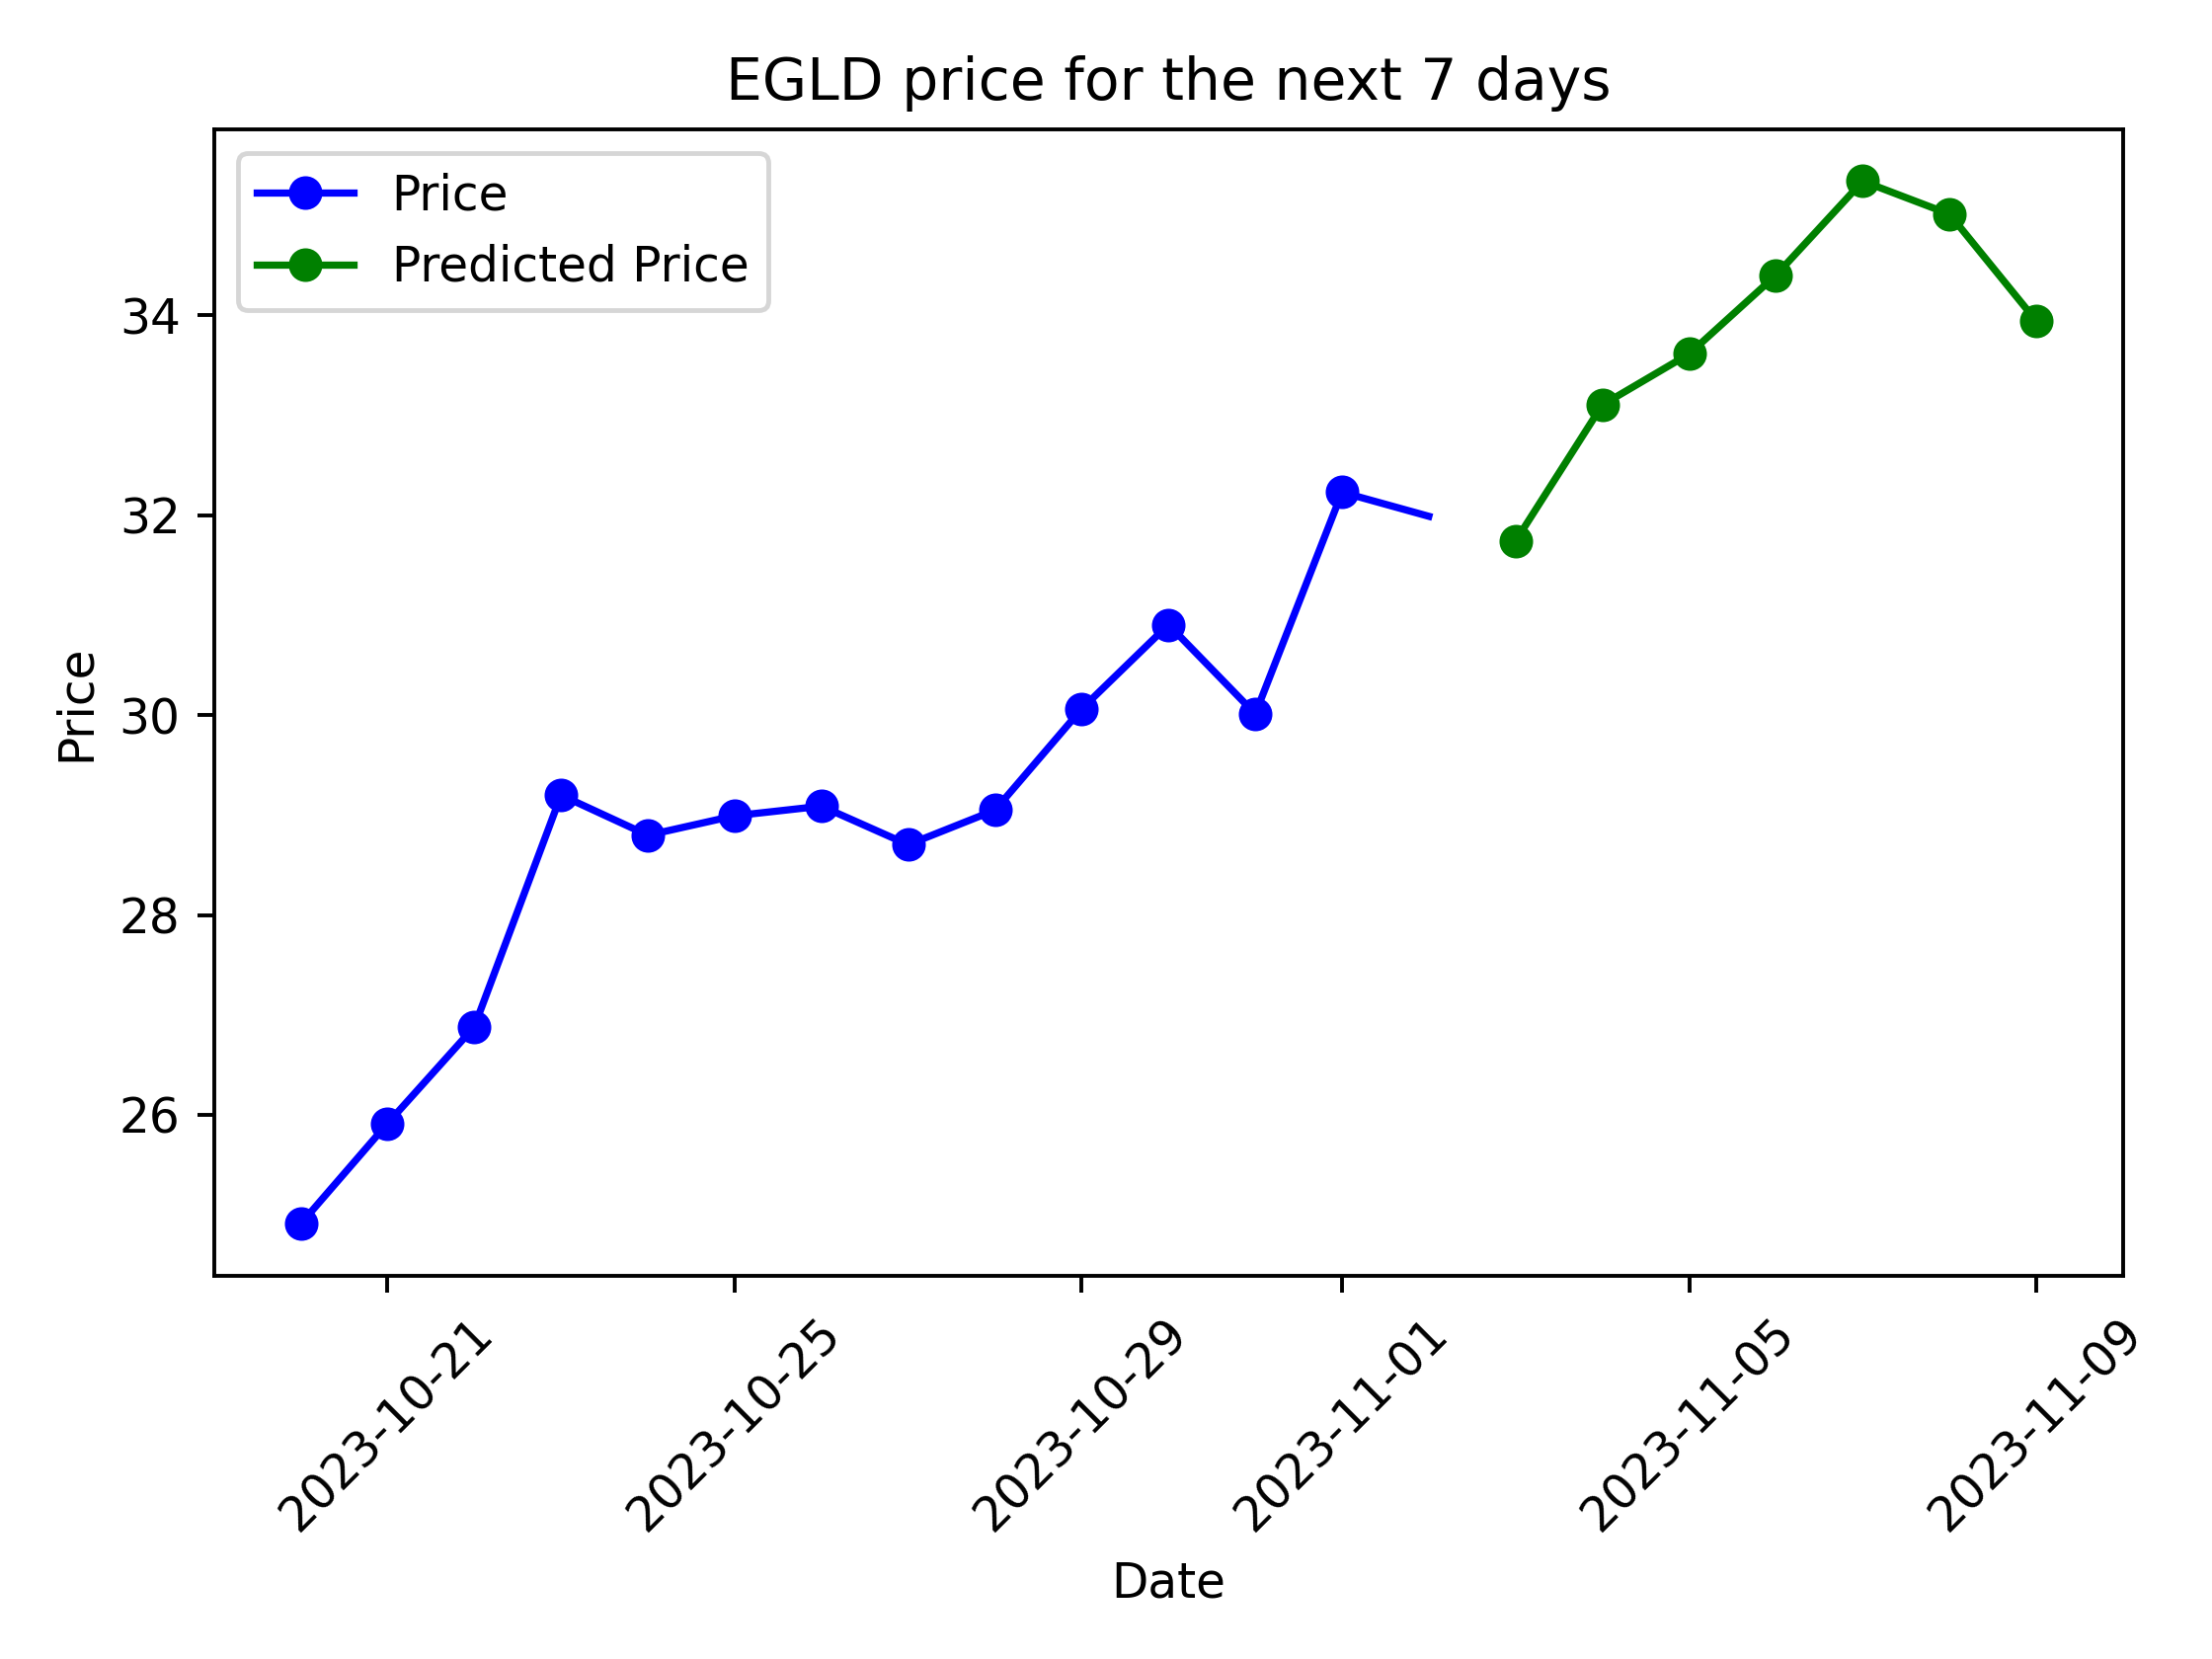 EGLD price for the next 7 days
Price
Predicted Price
34
32
30
28
26
Price
2023-10-21
2023-10-25
2023-10-29
2023-11-01
2023-11-05
2023-11-09
Date